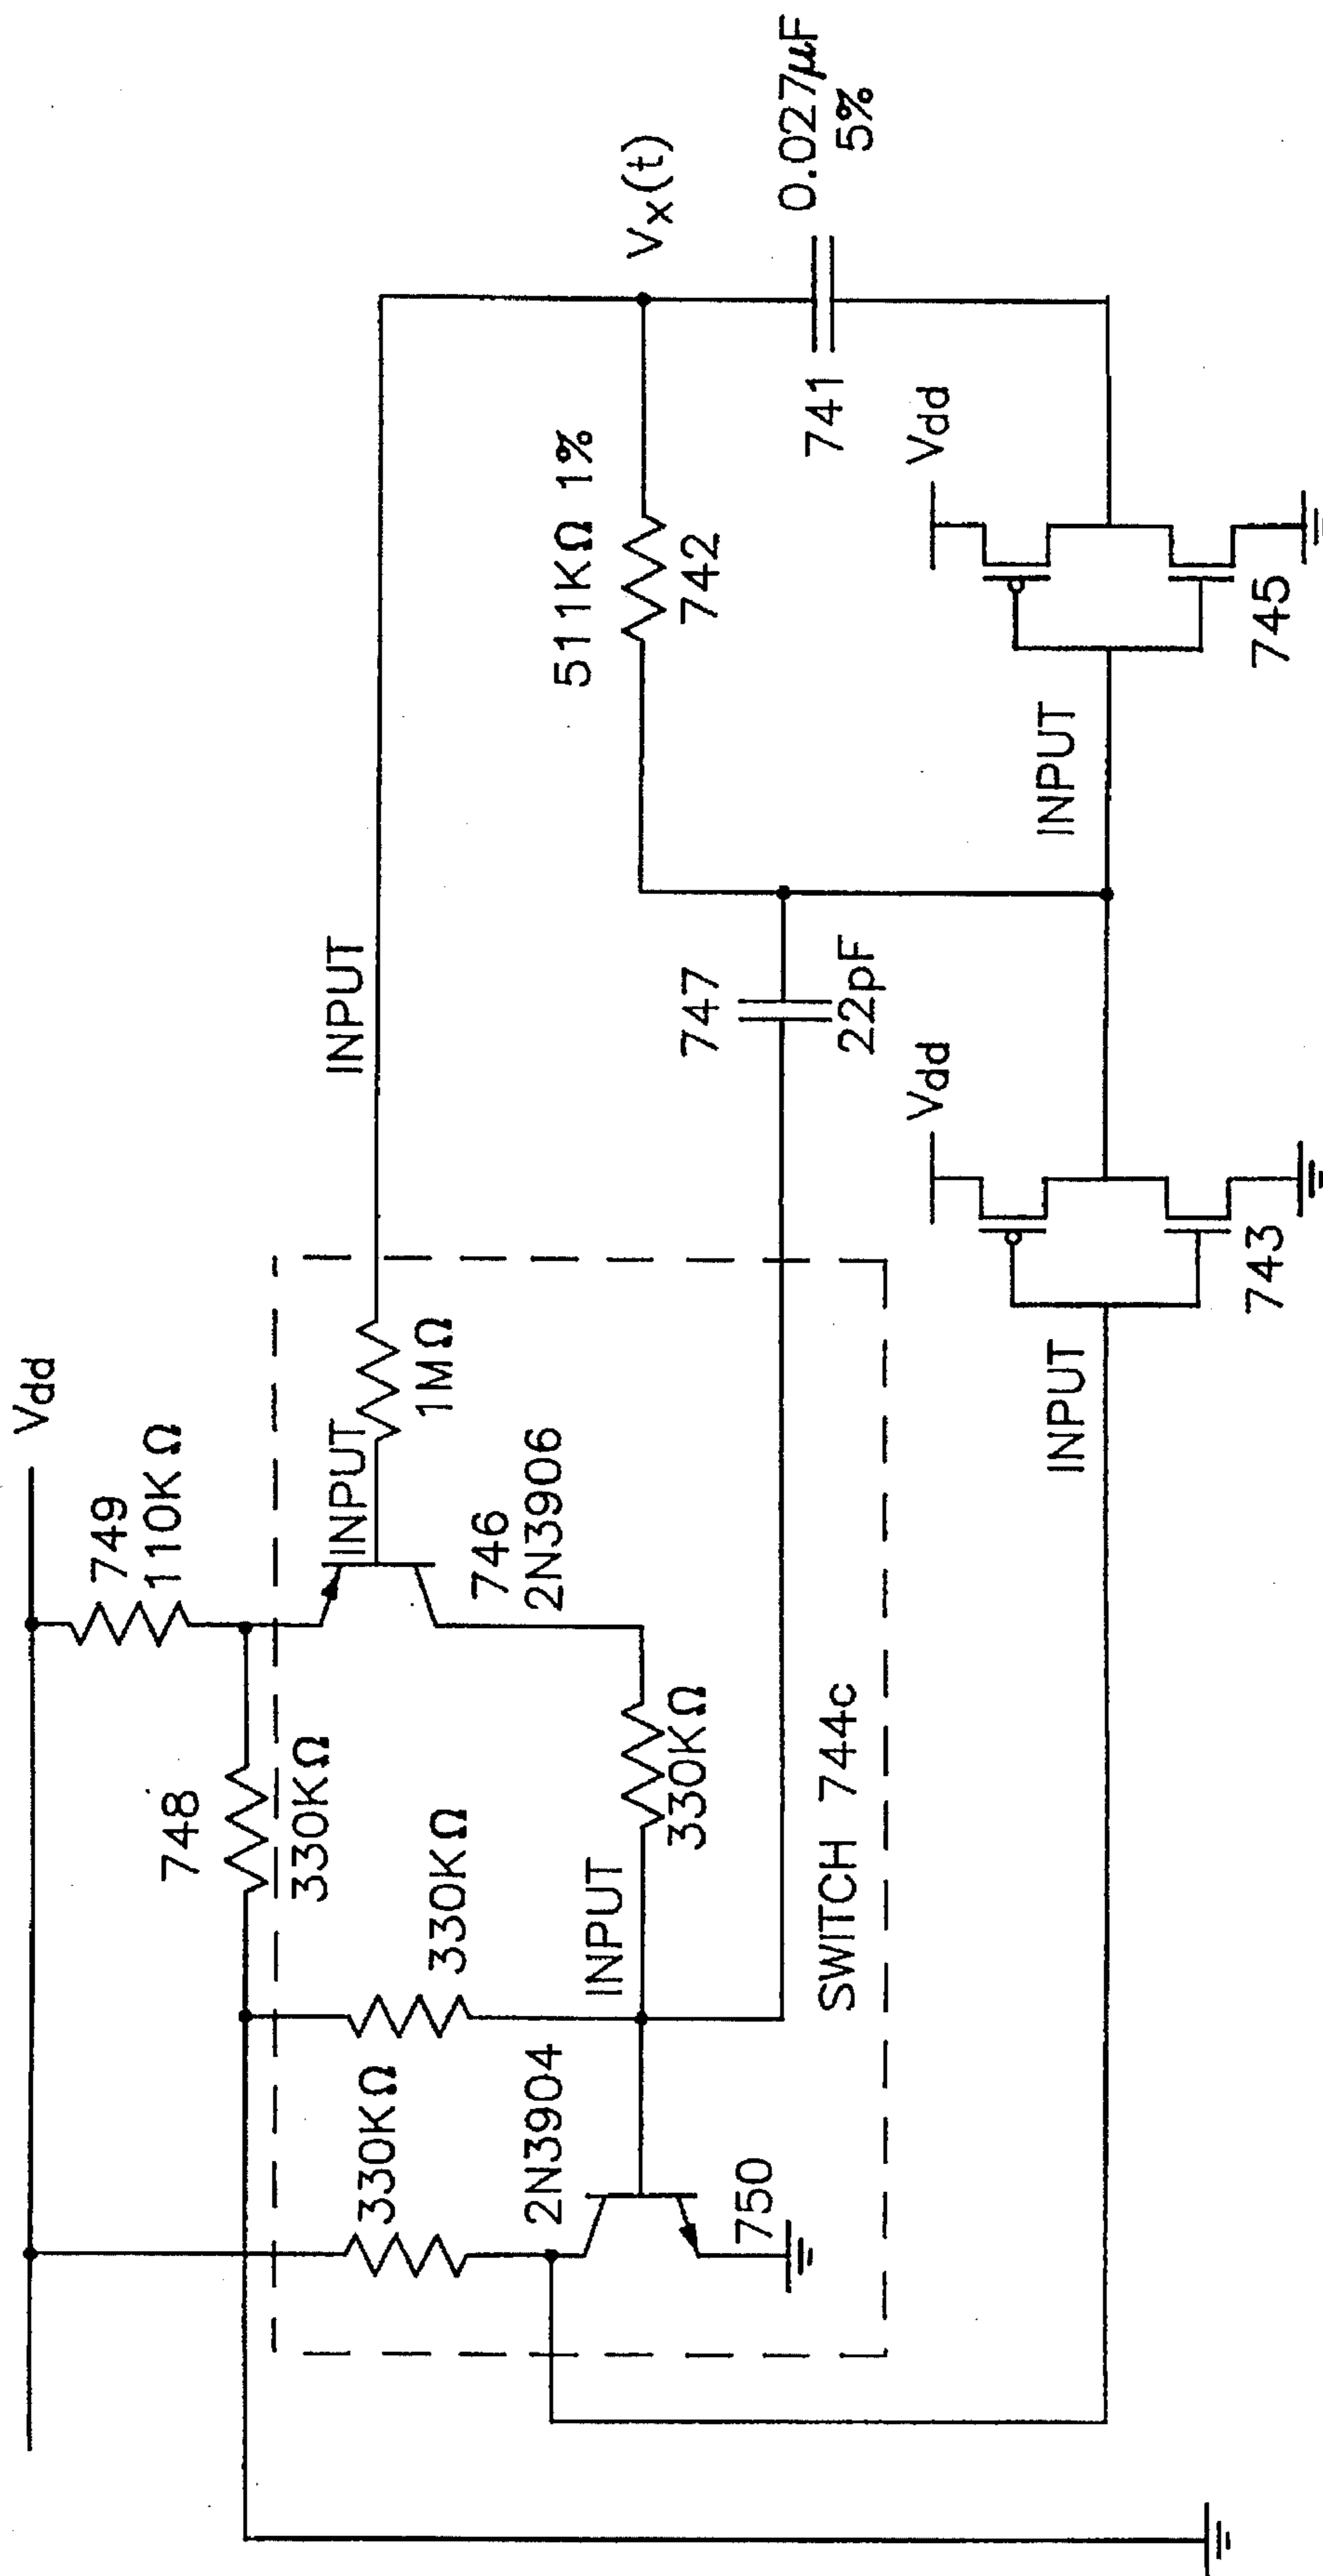 Vdd
749
110KΩ
748
330KΩ
INPUT
INPUT
1MΩ
330KΩ
330KΩ
746
2N3906
2N3904
INPUT
330KΩ
750
SWITCH 744c
Vx(t)
511KΩ 1%
742
0.027μF
5%
741
747
22pF
Vdd
Vdd
INPUT
INPUT
743
745